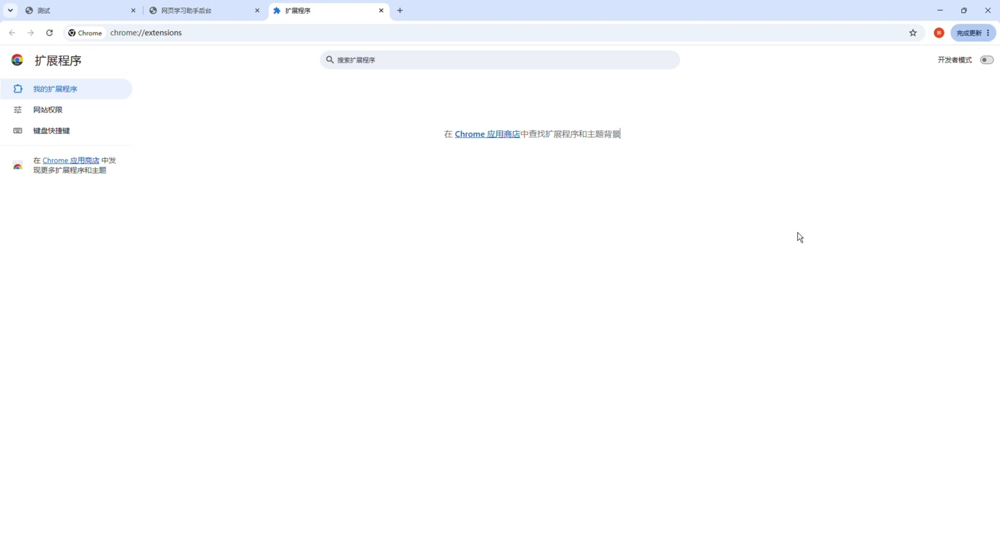 测试
网页学习助手后台
扩展程序
Chrome
chrome://extensions
完成更新
扩展程序
搜索扩展程序
开发者模式
我的扩展程序
网站权限
键盘快捷键
在 Chrome 应用商店中查找扩展程序和主题背景
在 Chrome 应用商店 中发
现更多扩展程序和主题